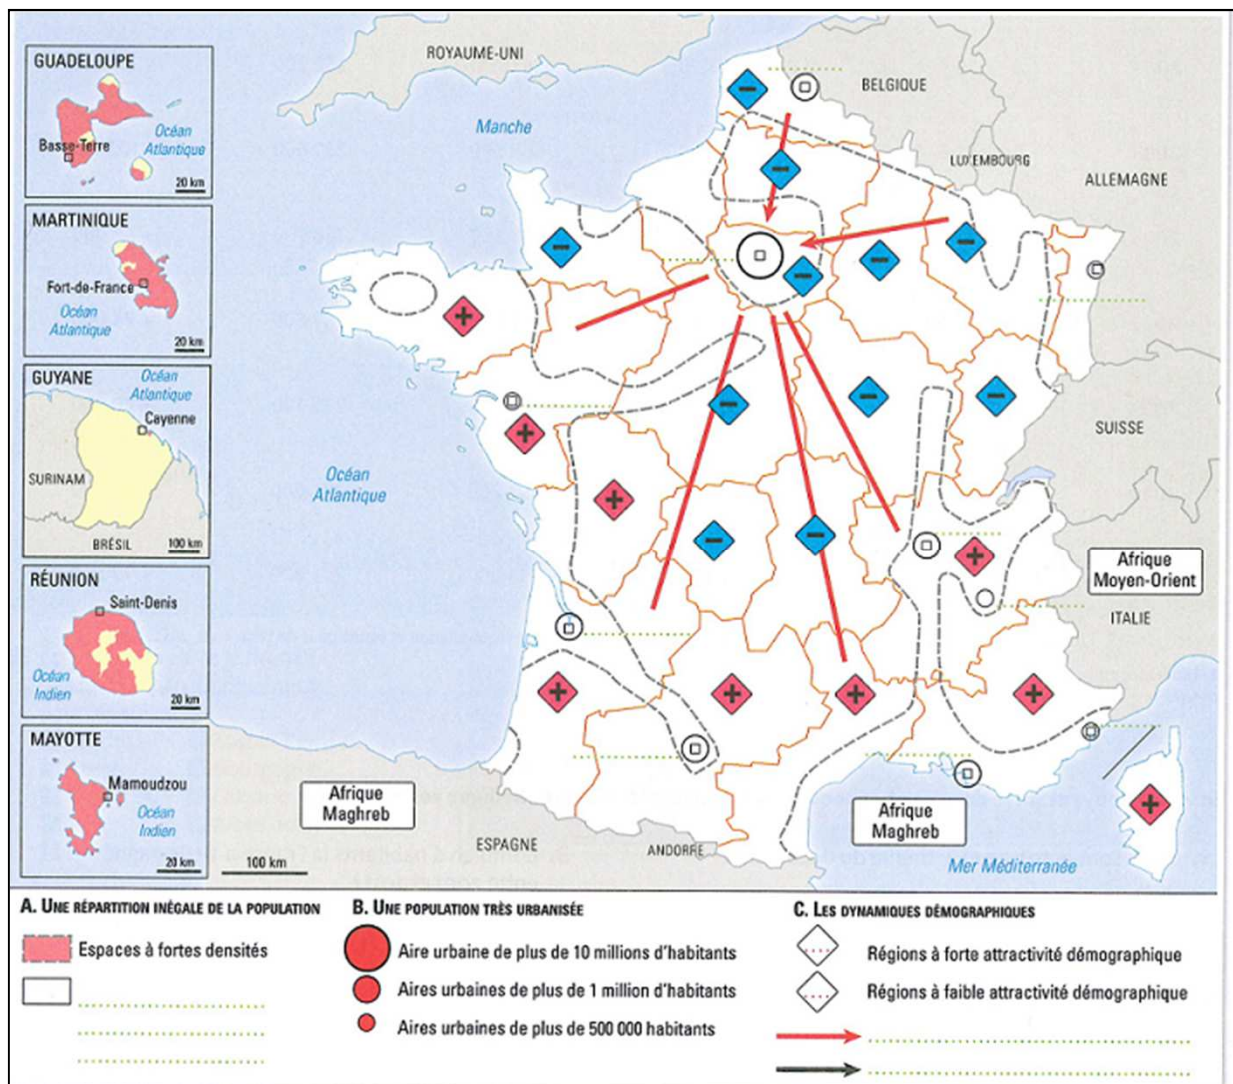 GUADELOUPE
Océan
Atlantique
Basse-Terre
20 km
MARTINIQUE
Fort-de-France
Océan
Atlantique
20 km
GUYANE
Océan
Atlantique
Cayenne
SURINAM
BRÉSIL
100 km
RÉUNION
Saint-Denis
Océan
Indien
20 km
MAYOTTE
Mamoudzou
Océan
Indien
20 km
100 km
ROYAUME-UNI
Manche
BELGIQUE
LUXEMBOURG
ALLEMAGNE
SUISSE
Océan
Atlantique
Afrique
Moyen-Orient
ITALIE
Afrique
Maghreb
ESPAGNE
ANDORRE
Afrique
Maghreb
Mer Méditerranée
A. UNE RÉPARTITION INÉGALE DE LA POPULATION
Espaces à fortes densités
B. UNE POPULATION TRÈS URBANISÉE
Aire urbaine de plus de 10 millions d'habitants
Aires urbaines de plus de 1 million d'habitants
Aires urbaines de plus de 500 000 habitants
C. LES DYNAMIQUES DÉMOGRAPHIQUES
Régions à forte attractivité démographique
Régions à faible attractivité démographique